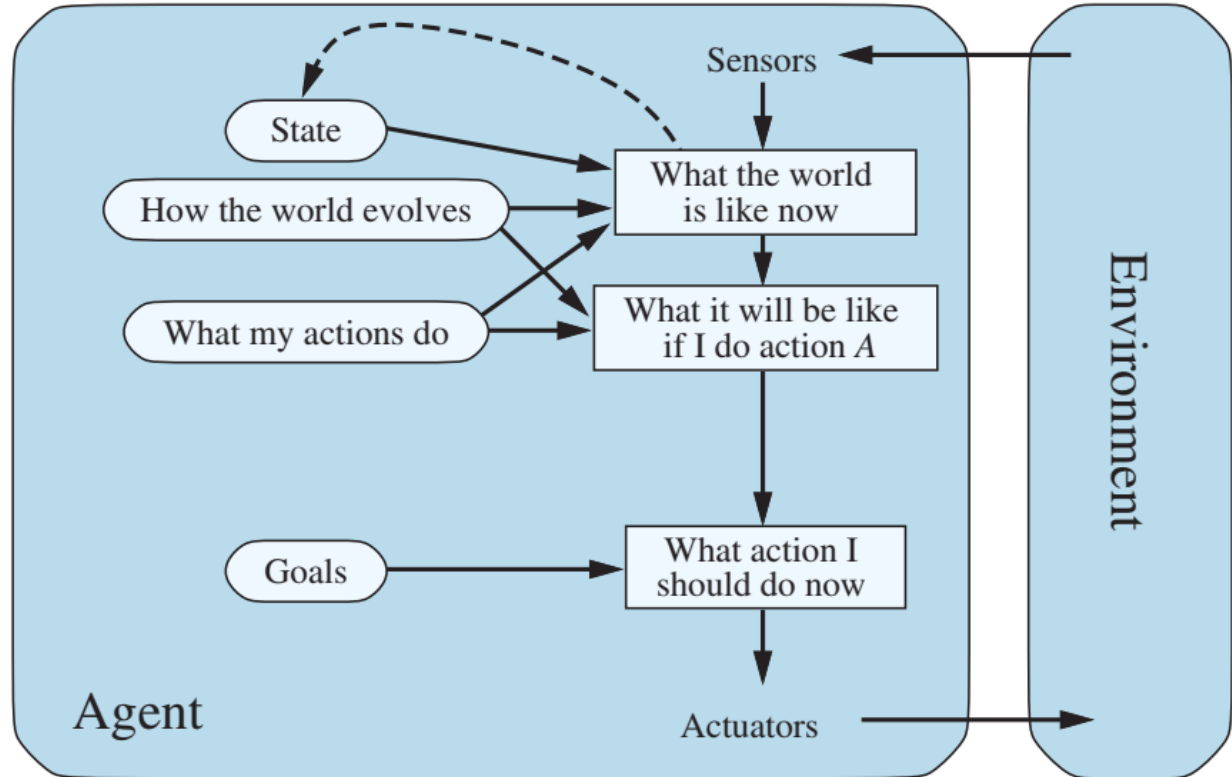 Sensors
State
What the world
is like now
How the world evolves
What my actions do
What it will be like
if I do action A
Environment
Goals
What action I
should do now
Agent
Actuators